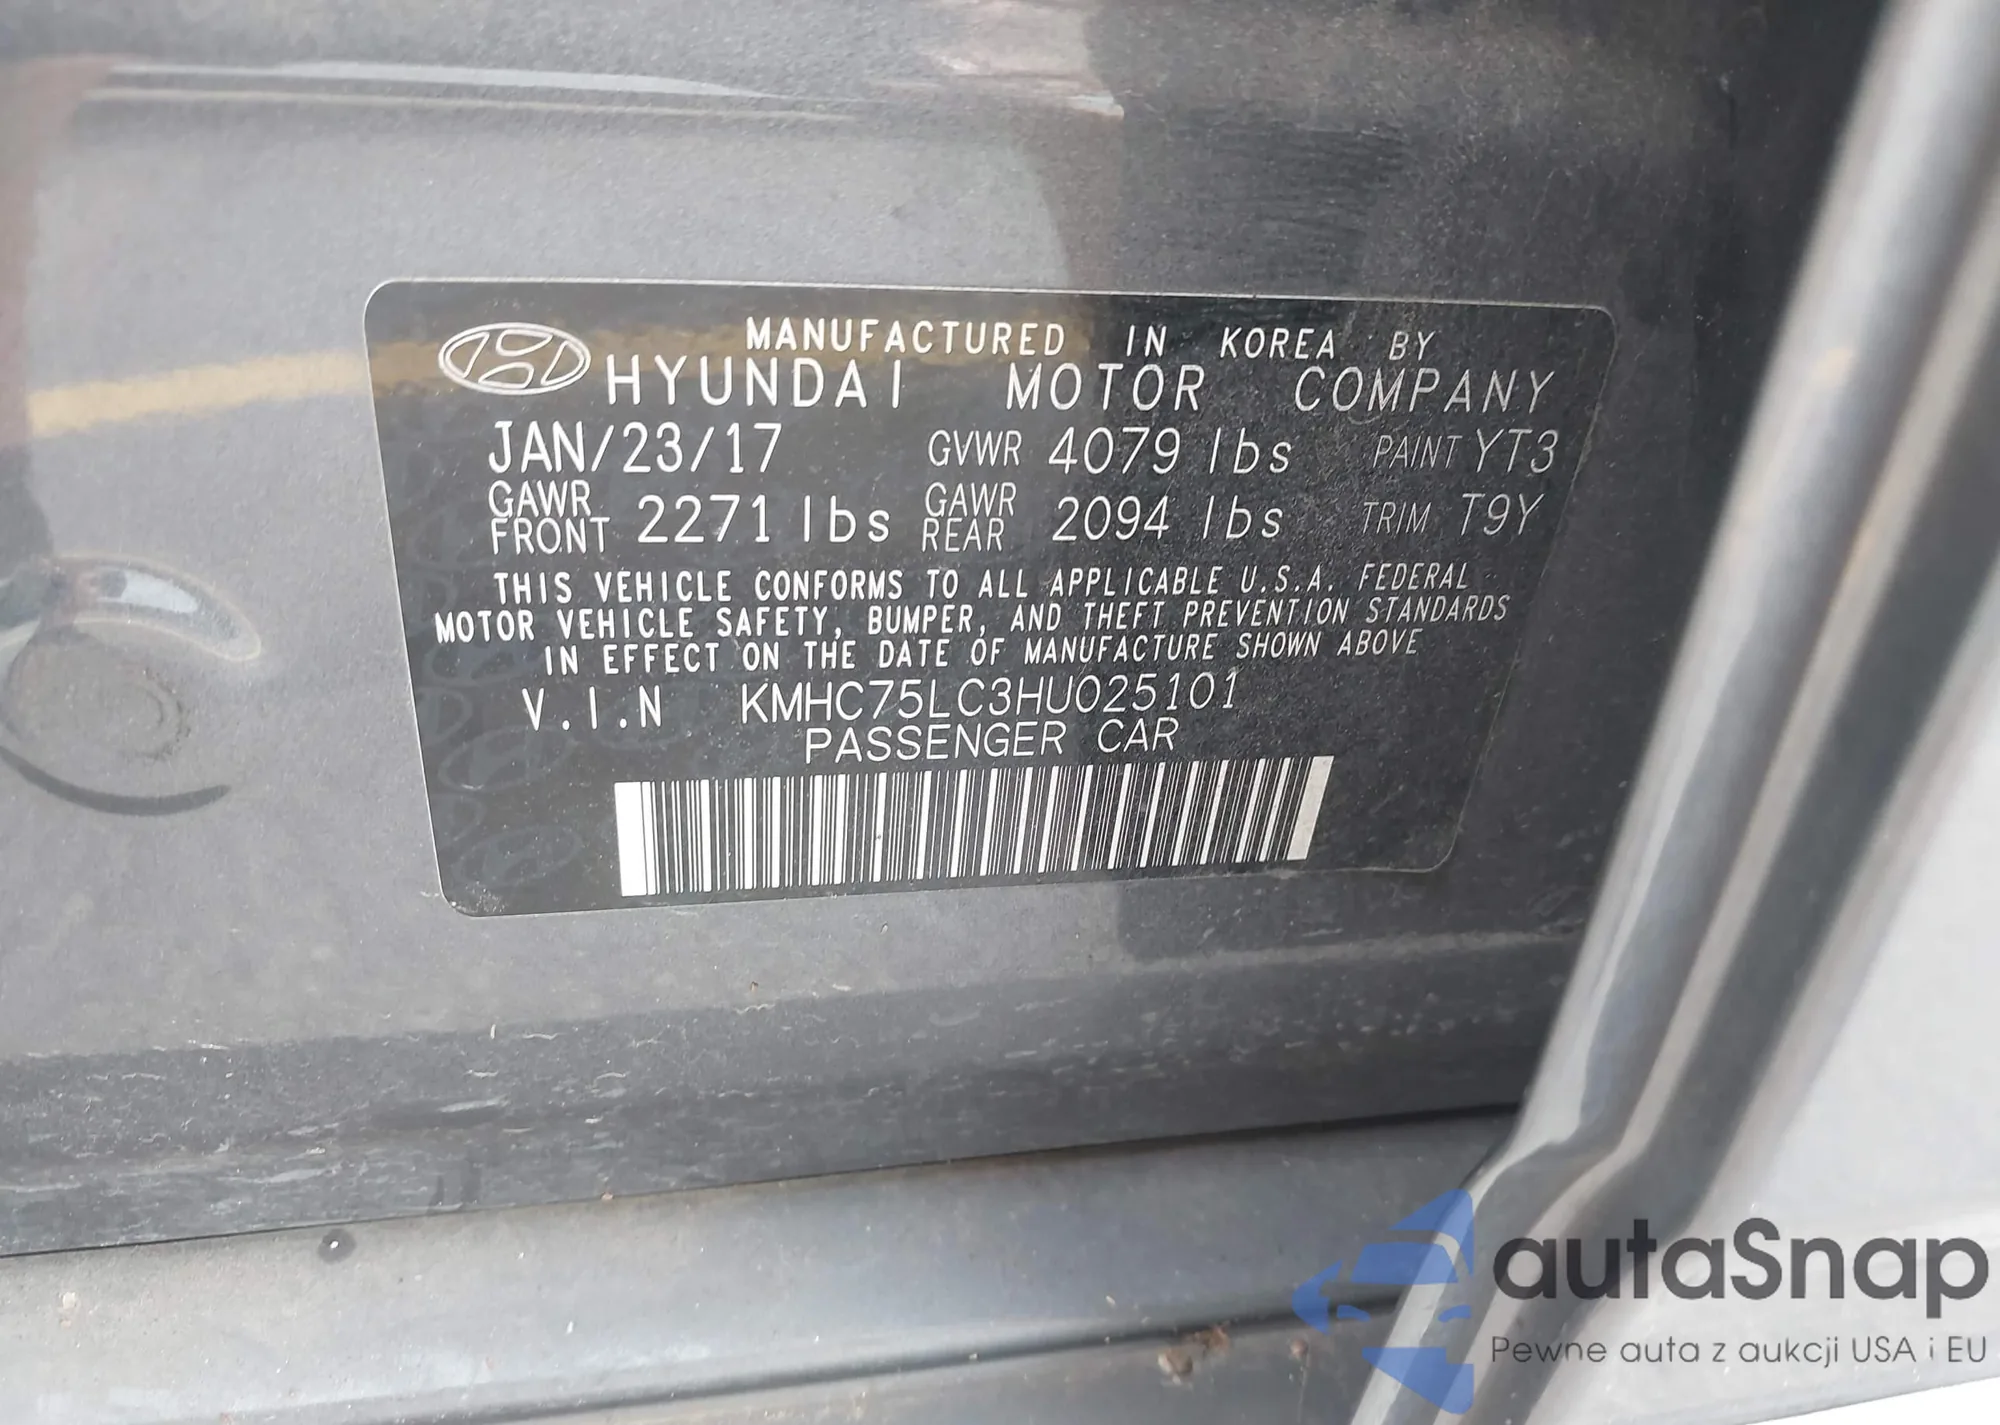 MANUFACTURED IN KOREA BY
HYUNDAI MOTOR COMPANY
JAN/23/17 GVWR 4079 lbs PAINT YT3
GAWR FRONT 2271 lbs GAWR REAR 2094 lbs TRIM T9Y
THIS VEHICLE CONFORMS TO ALL APPLICABLE U.S.A. FEDERAL
MOTOR VEHICLE SAFETY, BUMPER, AND THEFT PREVENTION STANDARDS
IN EFFECT ON THE DATE OF MANUFACTURE SHOWN ABOVE
V.I.N KMHC75LC3HU025101
PASSENGER CAR
autaSnap
Pewne auta z aukcji USA i EU